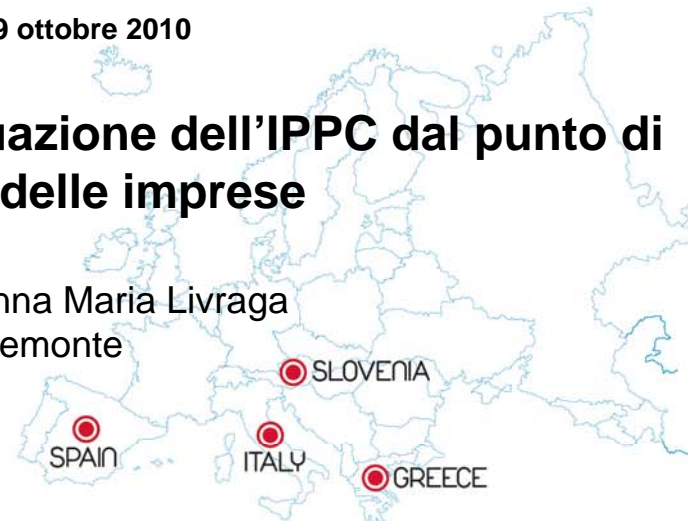 9 ottobre 2010
uazione dell'IPPC dal punto di
delle imprese
nna Maria Livraga
emonte
SLOVENIA
SPAIN
ITALY
GREECE